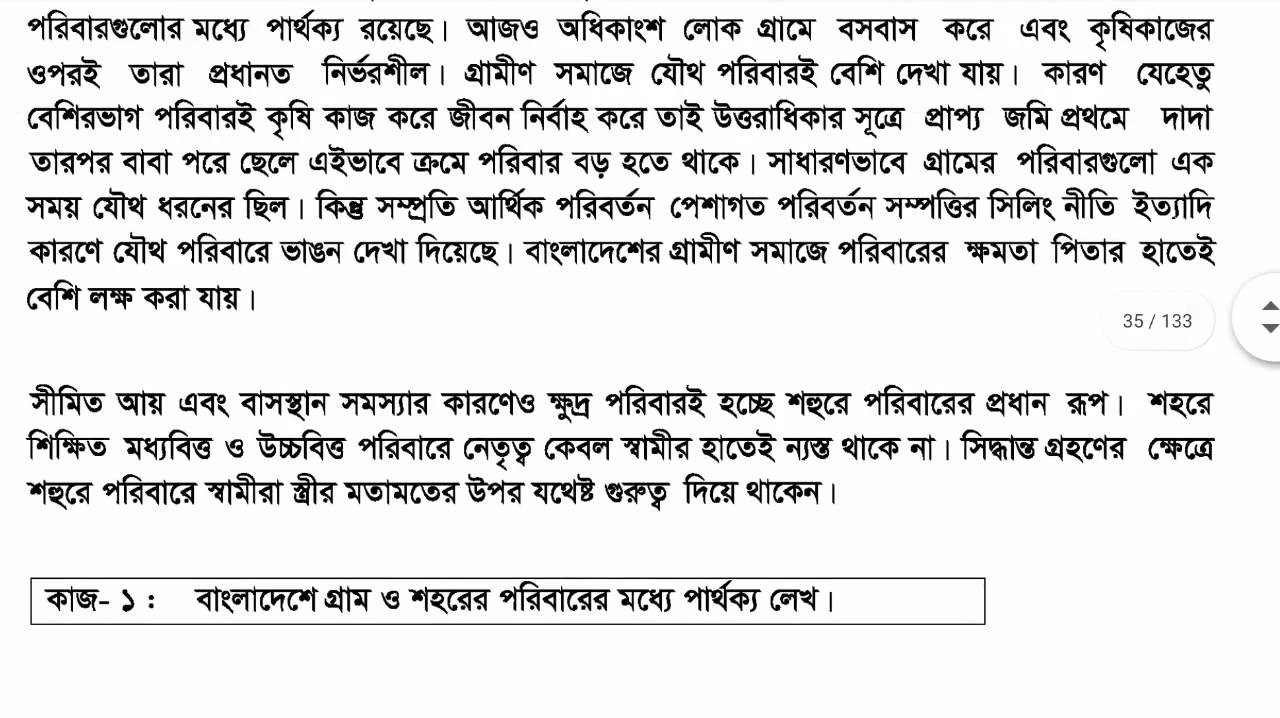 পরিবারগুলোর মধ্যে পার্থক্য রয়েছে। আজও অধিকাংশ লোক গ্রামে বসবাস করে এবং কৃষিকাজের
ওপরই তারা প্রধানত নির্ভরশীল। গ্রামীণ সমাজে যৌথ পরিবারই বেশি দেখা যায়। কারণ যেহেতু
বেশিরভাগ পরিবারই কৃষি কাজ করে জীবন নির্বাহ করে তাই উত্তরাধিকার সূত্রে প্রাপ্য জমি প্রথমে দাদা
তারপর বাবা পরে ছেলে এইভাবে ক্রমে পরিবার বড় হতে থাকে। সাধারণভাবে গ্রামের পরিবারগুলো এক
সময় যৌথ ধরনের ছিল। কিন্তু সম্প্রতি আর্থিক পরিবর্তন পেশাগত পরিবর্তন সম্পত্তির সিলিং নীতি ইত্যাদি
কারণে যৌথ পরিবারে ভাঙন দেখা দিয়েছে। বাংলাদেশের গ্রামীণ সমাজে পরিবারের ক্ষমতা পিতার হাতেই
বেশি লক্ষ করা যায়।
35 / 133
সীমিত আয় এবং বাসস্থান সমস্যার কারণেও ক্ষুদ্র পরিবারই হচ্ছে শহুরে পরিবারের প্রধান রূপ। শহরে
শিক্ষিত মধ্যবিত্ত ও উচ্চবিত্ত পরিবারে নেতৃত্ব কেবল স্বামীর হাতেই ন্যস্ত থাকে না। সিদ্ধান্ত গ্রহণের ক্ষেত্রে
শহুরে পরিবারে স্বামীরা স্ত্রীর মতামতের উপর যথেষ্ট গুরুত্ব দিয়ে থাকেন।
কাজ- ১ : বাংলাদেশে গ্রাম ও শহরের পরিবারের মধ্যে পার্থক্য লেখ।